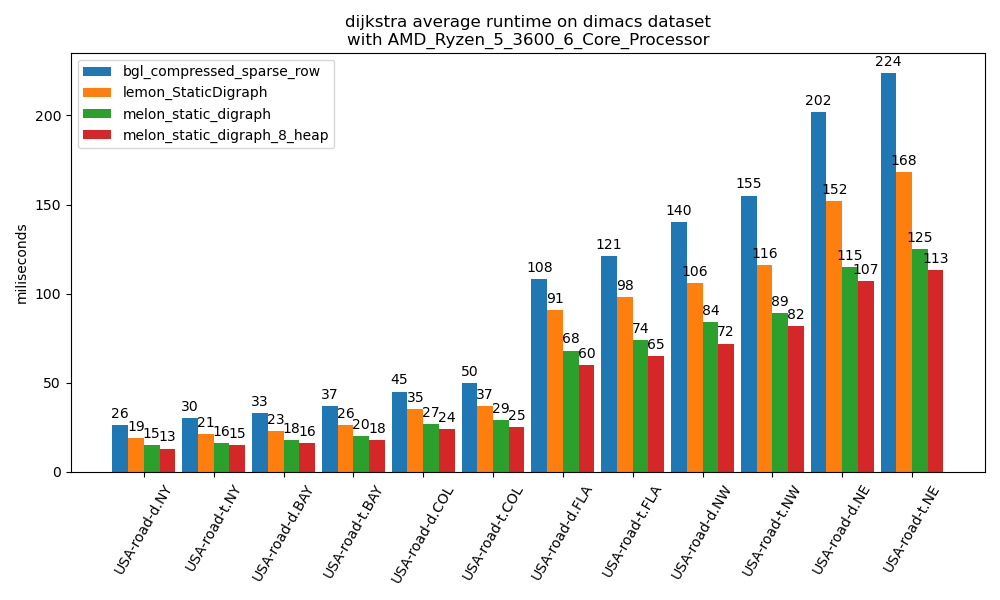 dijkstra average runtime on dimacs dataset
with AMD_Ryzen_5_3600_6_Core_Processor
bgl_compressed_sparse_row
lemon_StaticDigraph
melon_static_digraph
melon_static_digraph_8_heap
miliseconds
200
150
100
50
0
26 19 15 13
30 21 16 15
33 23 18 16
37 26 20 18
45 35 27 24
50 37 29 25
108 91 68 60
121 98 74 65
140 106 84 72
155 116 89 82
202 152 115 107
224 168 125 113
USA-road-d.NY
USA-road-t.NY
USA-road-d.BAY
USA-road-t.BAY
USA-road-d.COL
USA-road-t.COL
USA-road-d.FLA
USA-road-t.FLA
USA-road-d.NW
USA-road-t.NW
USA-road-d.NE
USA-road-t.NE